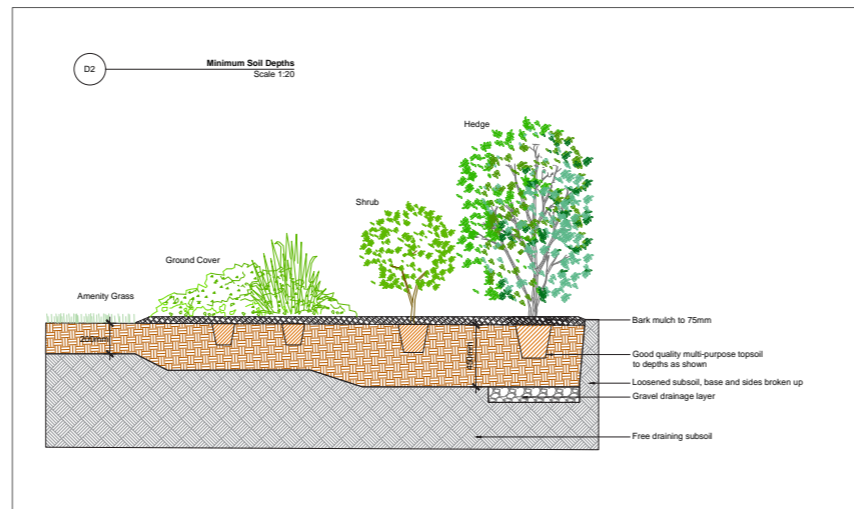 D2
Minimum Soil Depths
Scale 1:20
Hedge
Shrub
Ground Cover
Amenity Grass
200mm
450mm
Bark mulch to 75mm
Good quality multi-purpose topsoil
to depths as shown
Loosened subsoil, base and sides broken up
Gravel drainage layer
Free draining subsoil